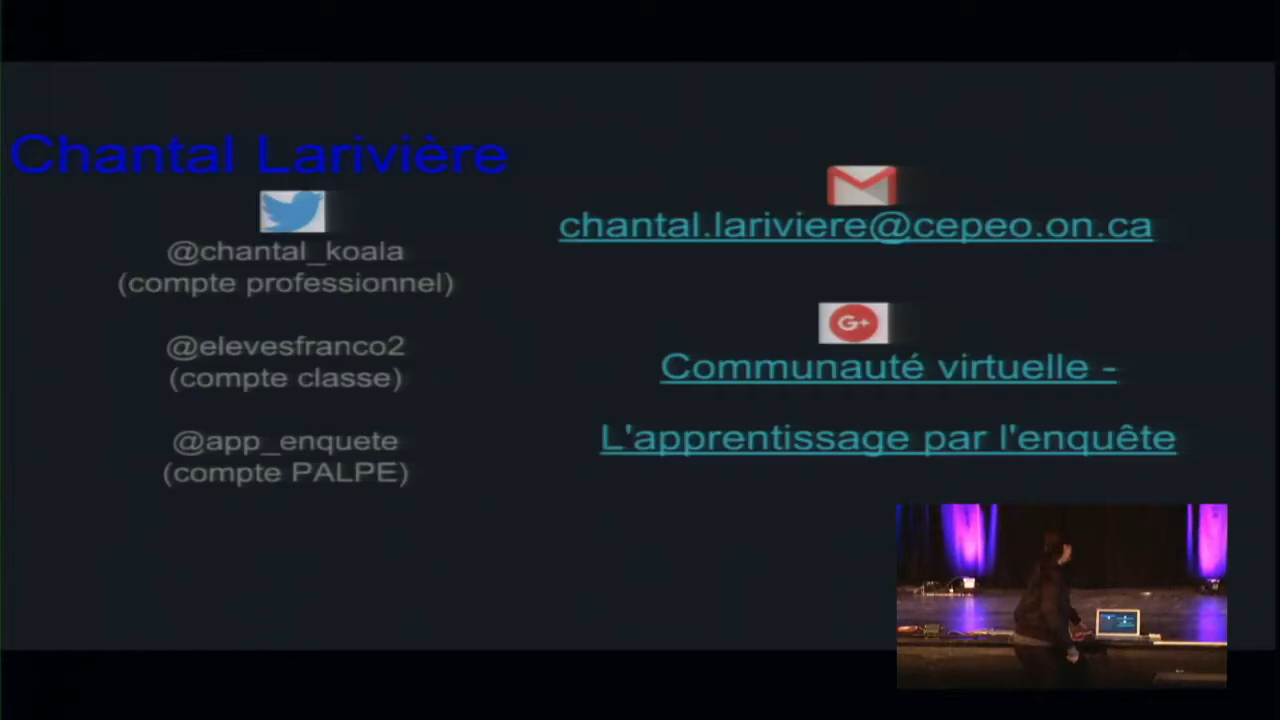 Chantal Larivière
@chantal_koala
(compte professionnel)
@elevesfranco2
(compte classe)
@app_enquete
(compte PALPE)
chantal.lariviere@cepeo.on.ca
G+
Communauté virtuelle -
L'apprentissage par l'enquête